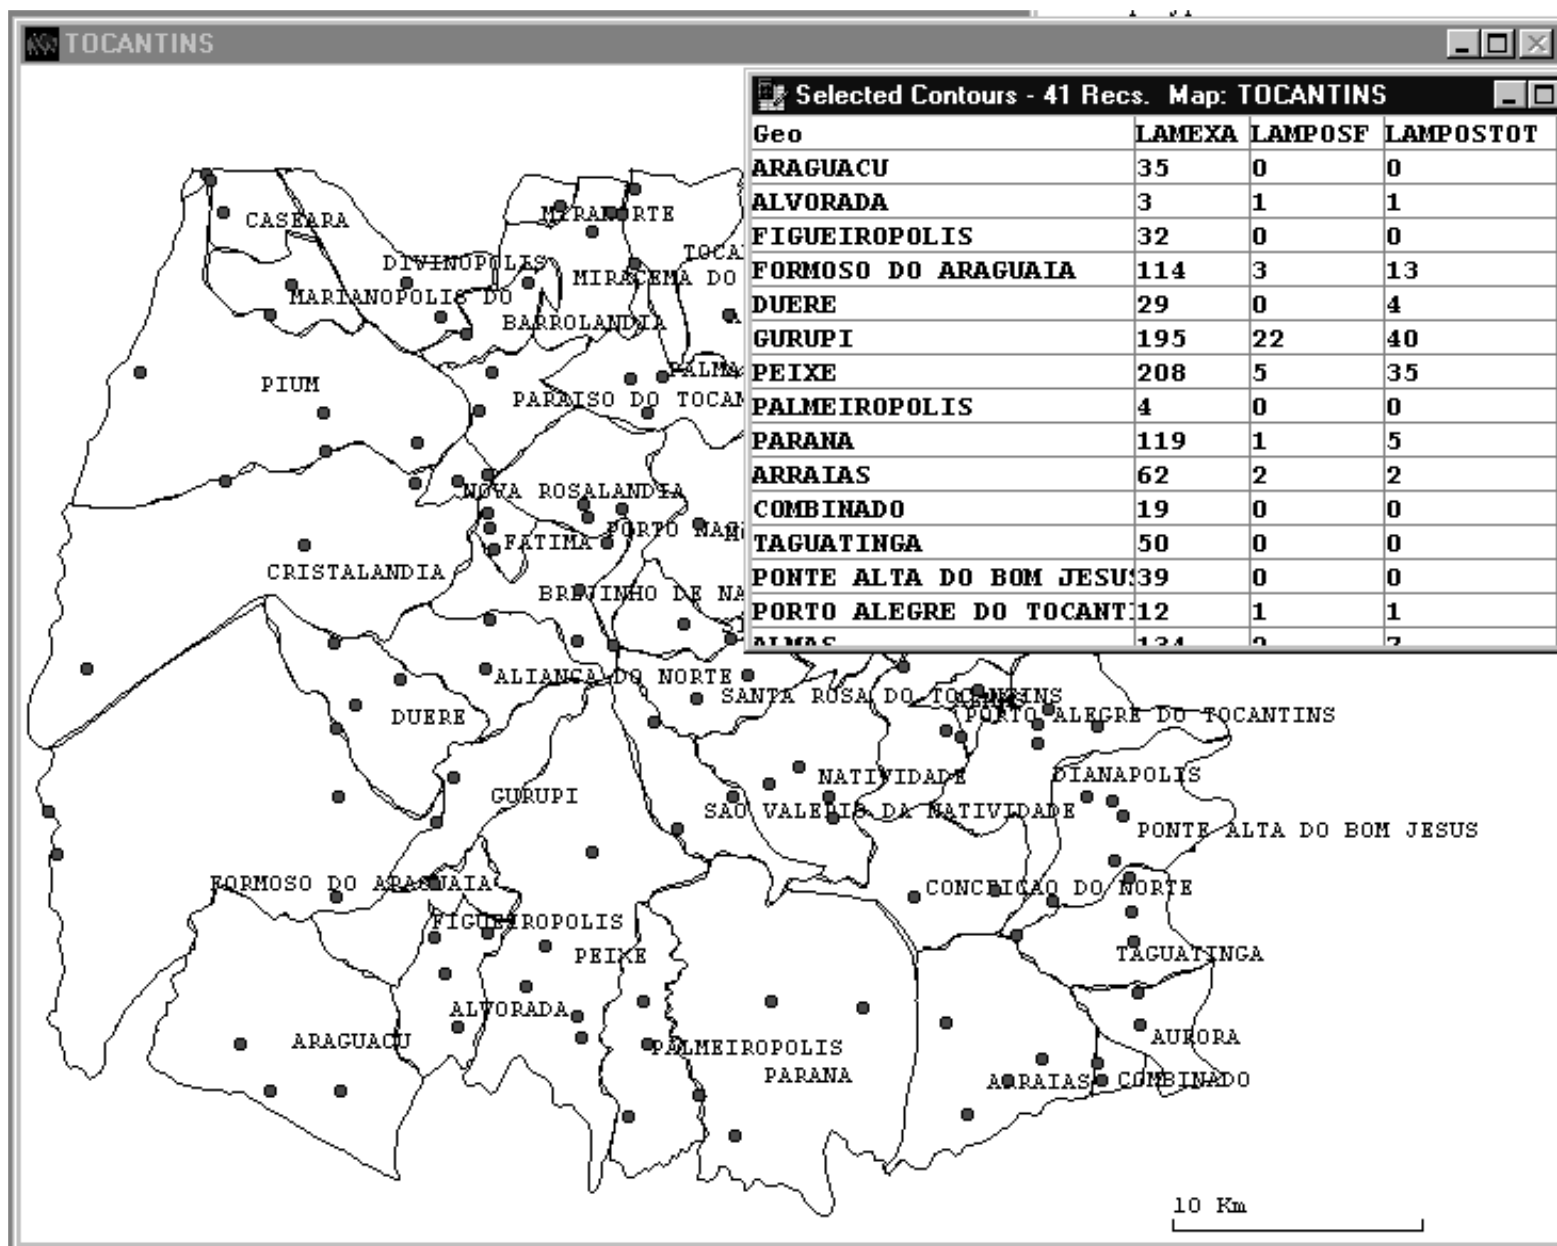 TOCANTINS
Selected Contours - 41 Recs. Map: TOCANTINS
Geo LAMEXA LAMPOSF LAMPOSTOT
ARAGUACU 35 0 0
ALVORADA 3 1 1
FIGUEIROPOLIS 32 0 0
FORMOSO DO ARAGUAIA 114 3 13
DUERE 29 0 4
GURUPI 195 22 40
PEIXE 208 5 35
PALMEIROPOLIS 4 0 0
PARANA 119 1 5
ARRAIAS 62 2 2
COMBINADO 19 0 0
TAGUATINGA 50 0 0
PONTE ALTA DO BOM JESUS 39 0 0
PORTO ALEGRE DO TOCANT 12 1 1
ALMAS 134
CASEARA
MIRANORTE
TOCA
DIVINOPOLIS
MIRACEMA DO
MARIANOPOLIS DO
BARROLANDIA
PALMA
PIUM
PARAISO DO TOCAN
NOVA ROSALANDIA
FATIMA
PORTO NA
CRISTALANDIA
BREJINHO DE NA
ALIANCA DO NORTE
SANTA ROSA DO TOCANTINS
DUERE
PORTO ALEGRE DO TOCANTINS
NATIVIDADE
DIANAPOLIS
GURUPI
SAO VALERIO DA NATIVIDADE
PONTE ALTA DO BOM JESUS
FORMOSO DO ARAGUAIA
CONCEICAO DO NORTE
FIGUEIROPOLIS
PEIXE
TAGUATINGA
ALVORADA
ARAGUACU
AURORA
PALMEIROPOLIS
PARANA
ARRAIAS
COMBINADO
10 Km